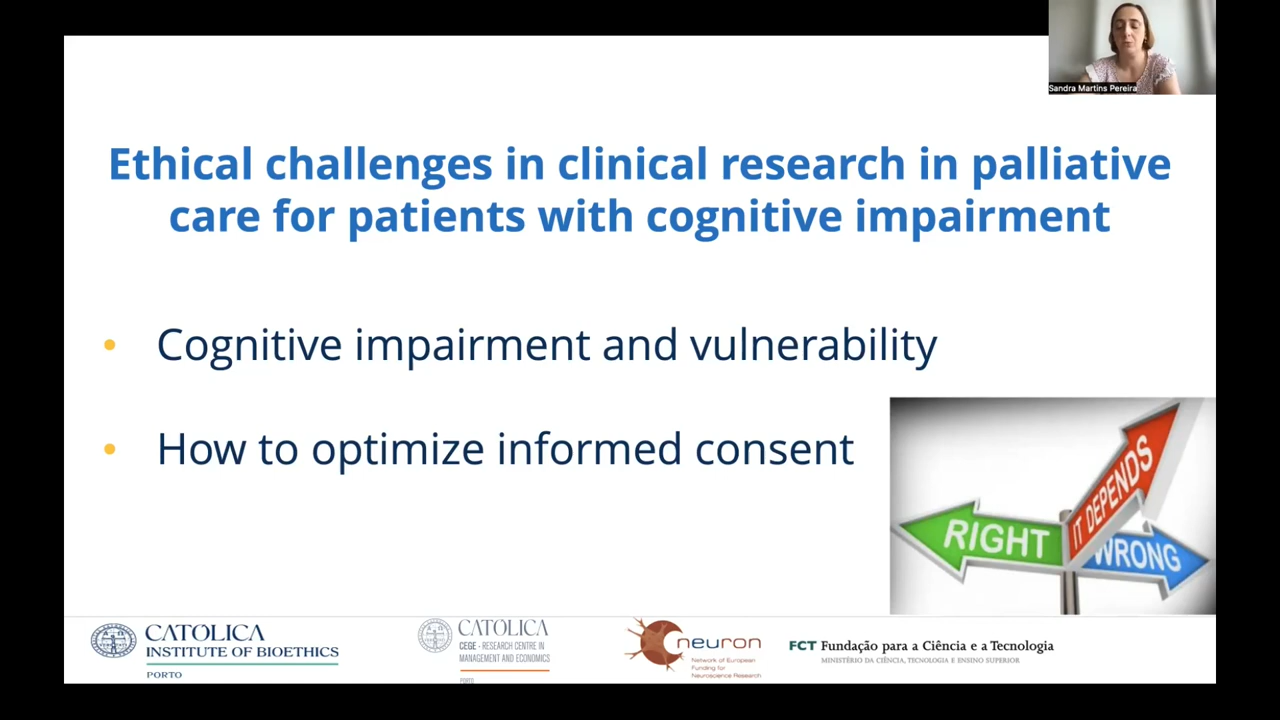 Sandra Martins Pereira
Ethical challenges in clinical research in palliative
care for patients with cognitive impairment
• Cognitive impairment and vulnerability
• How to optimize informed consent
RIGHT
IT DEPENDS
WRONG
CATOLICA
INSTITUTE OF BIOETHICS
PORTO
CATOLICA
CEGE - RESEARCH CENTRE IN
MANAGEMENT AND ECONOMICS
PORTO
neuron
Network of European
Funding for
Neuroscience Research
FCT Fundação para a Ciência e a Tecnologia
MINISTÉRIO DA CIÊNCIA, TECNOLOGIA E ENSINO SUPERIOR